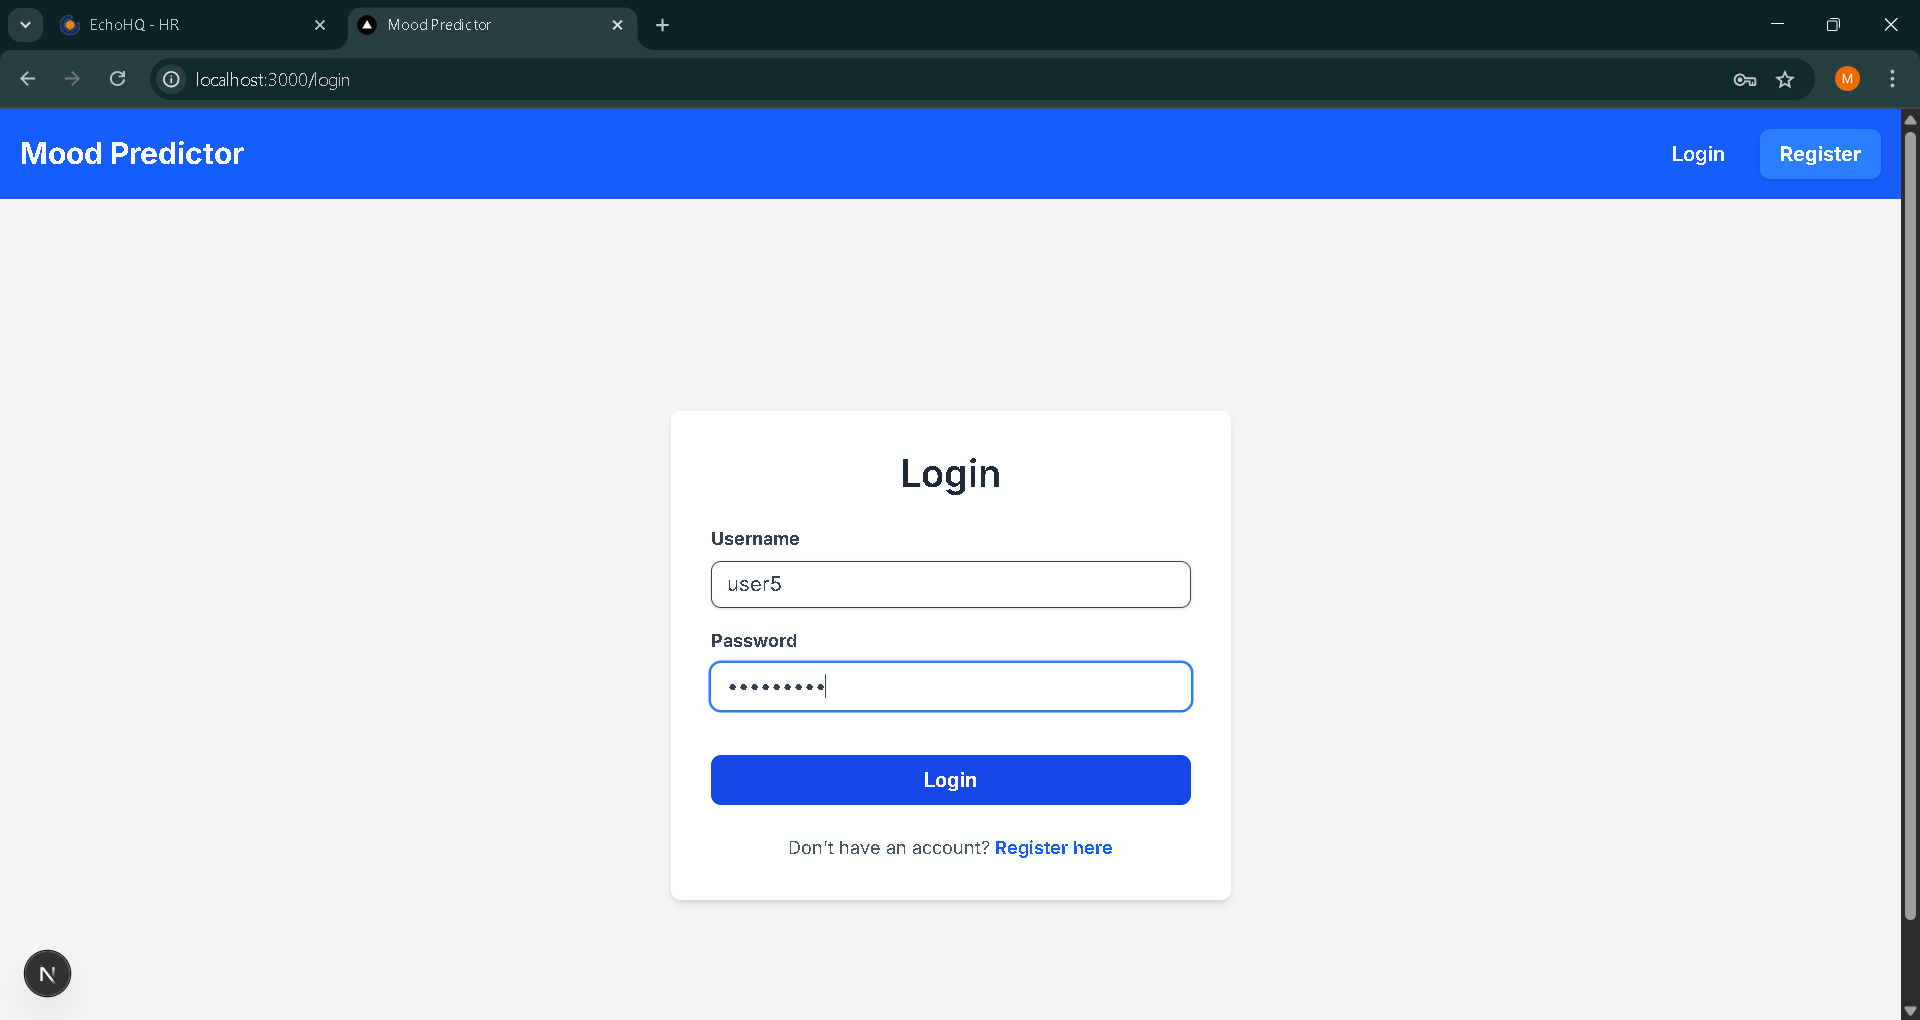 EchoHQ - HR
Mood Predictor
localhost:3000/login
M
Mood Predictor
Login
Register
Login
Username
user5
Password
•••••••••
Login
Don't have an account? Register here
N